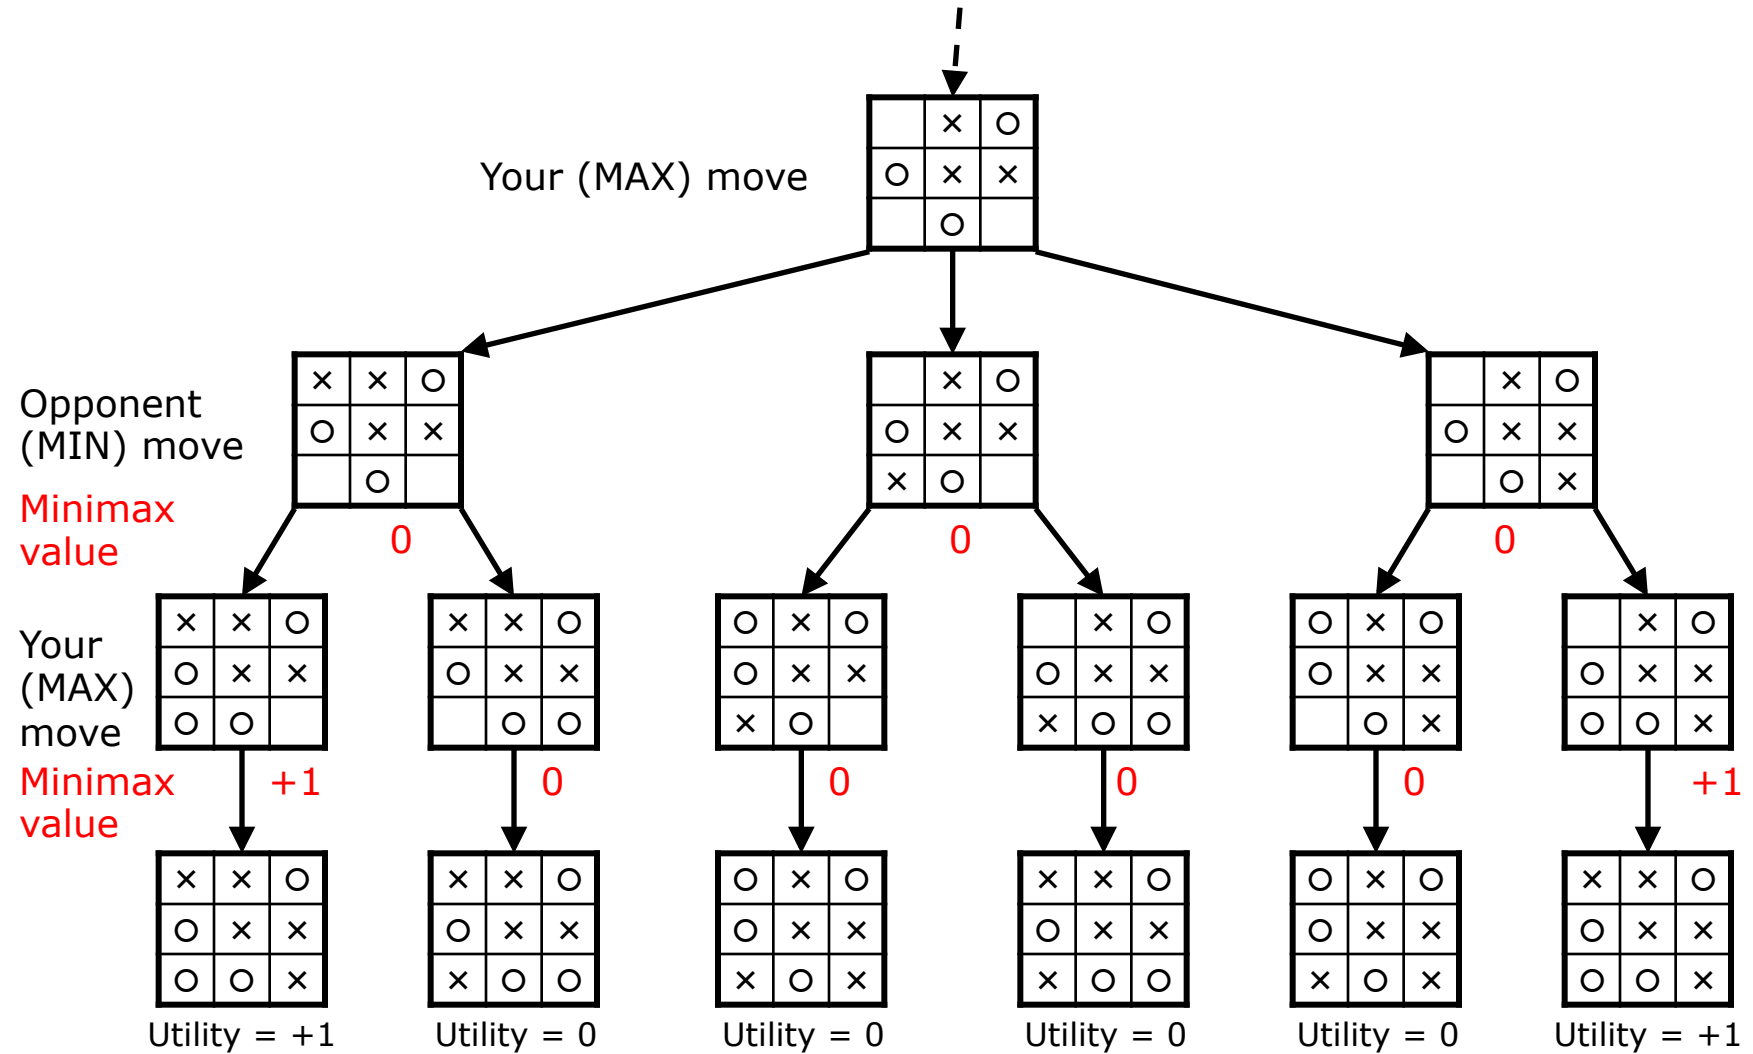 × O
Your (MAX) move
O × ×
O
× × O
× O
× O
Opponent
(MIN) move
O × ×
O × ×
O × ×
O
× O
O ×
Minimax
value
0
0
0
× × O
× × O
O × O
× O
O × O
× O
Your
(MAX)
move
O × ×
O × ×
O × ×
O × ×
O × ×
O × ×
O O
O O
× O
× O O
O ×
O O ×
Minimax
value
+1
0
0
0
0
+1
× × O
× × O
O × O
× × O
O × O
× × O
O × ×
O × ×
O × ×
O × ×
O × ×
O × ×
O O ×
× O O
× O ×
× O O
× O ×
O O ×
Utility = +1
Utility = 0
Utility = 0
Utility = 0
Utility = 0
Utility = +1